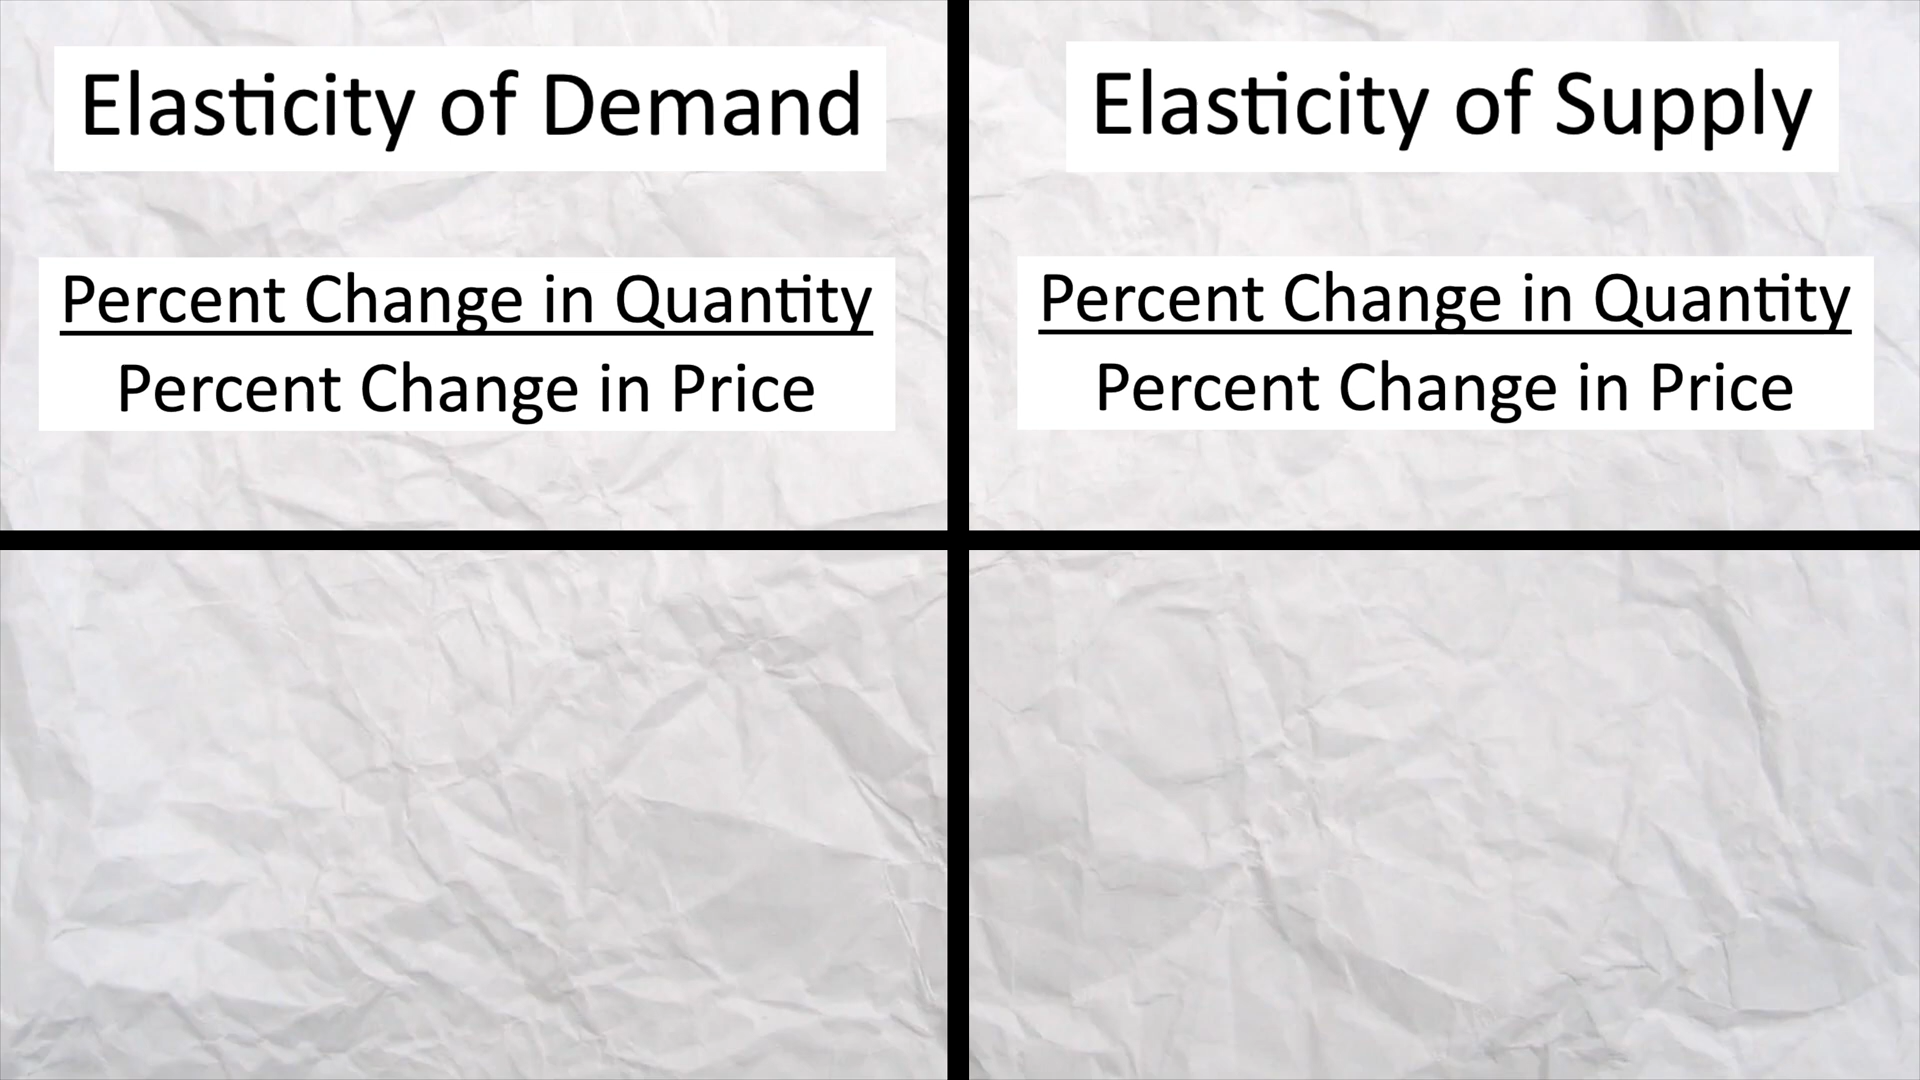 Elasticity of Demand
Percent Change in Quantity
Percent Change in Price
Elasticity of Supply
Percent Change in Quantity
Percent Change in Price